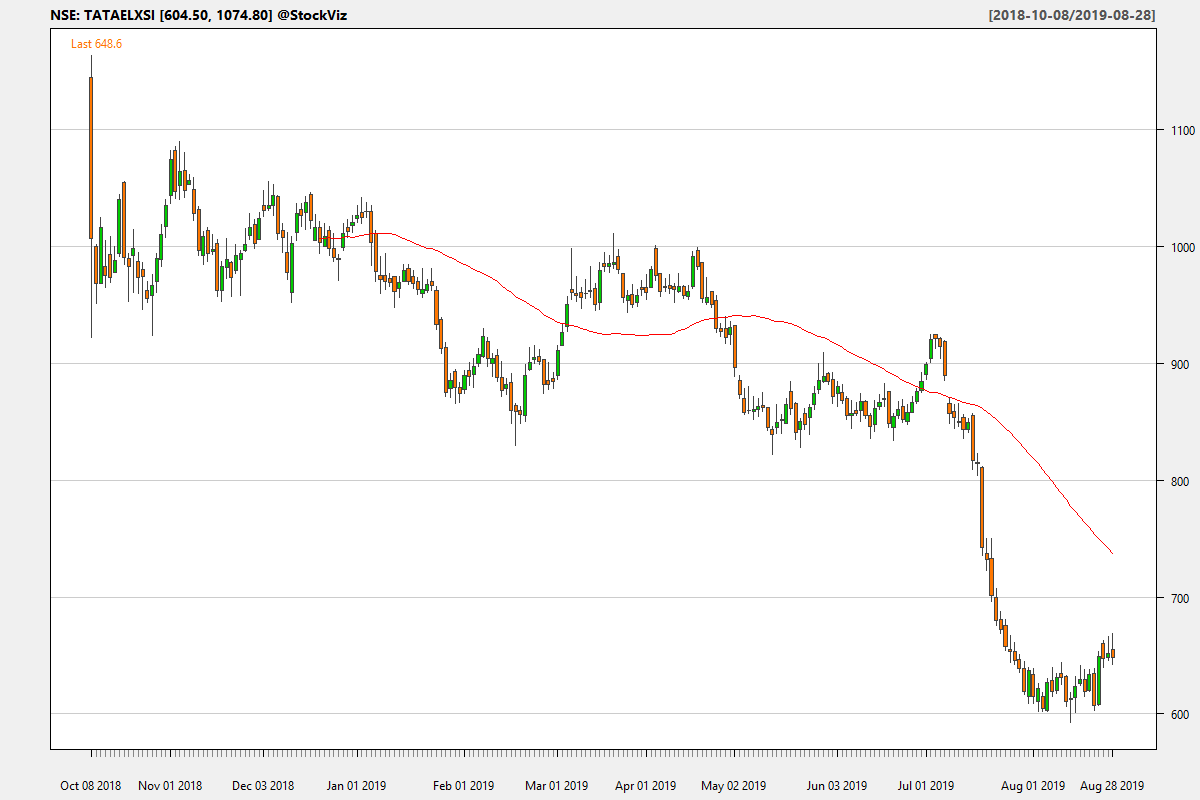 NSE: TATAELXSI [604.50, 1074.80] @StockViz
[2018-10-08/2019-08-28]
Last 648.6
1100
1000
900
800
700
600
Oct 08 2018
Nov 01 2018
Dec 03 2018
Jan 01 2019
Feb 01 2019
Mar 01 2019
Apr 01 2019
May 02 2019
Jun 03 2019
Jul 01 2019
Aug 01 2019
Aug 28 2019